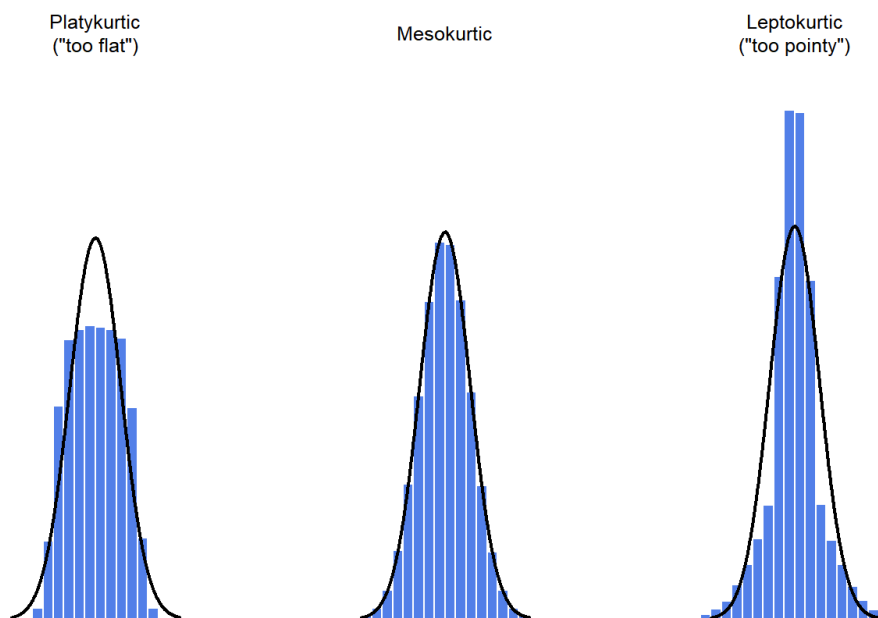 Platykurtic
("too flat")
Mesokurtic
Leptokurtic
("too pointy")